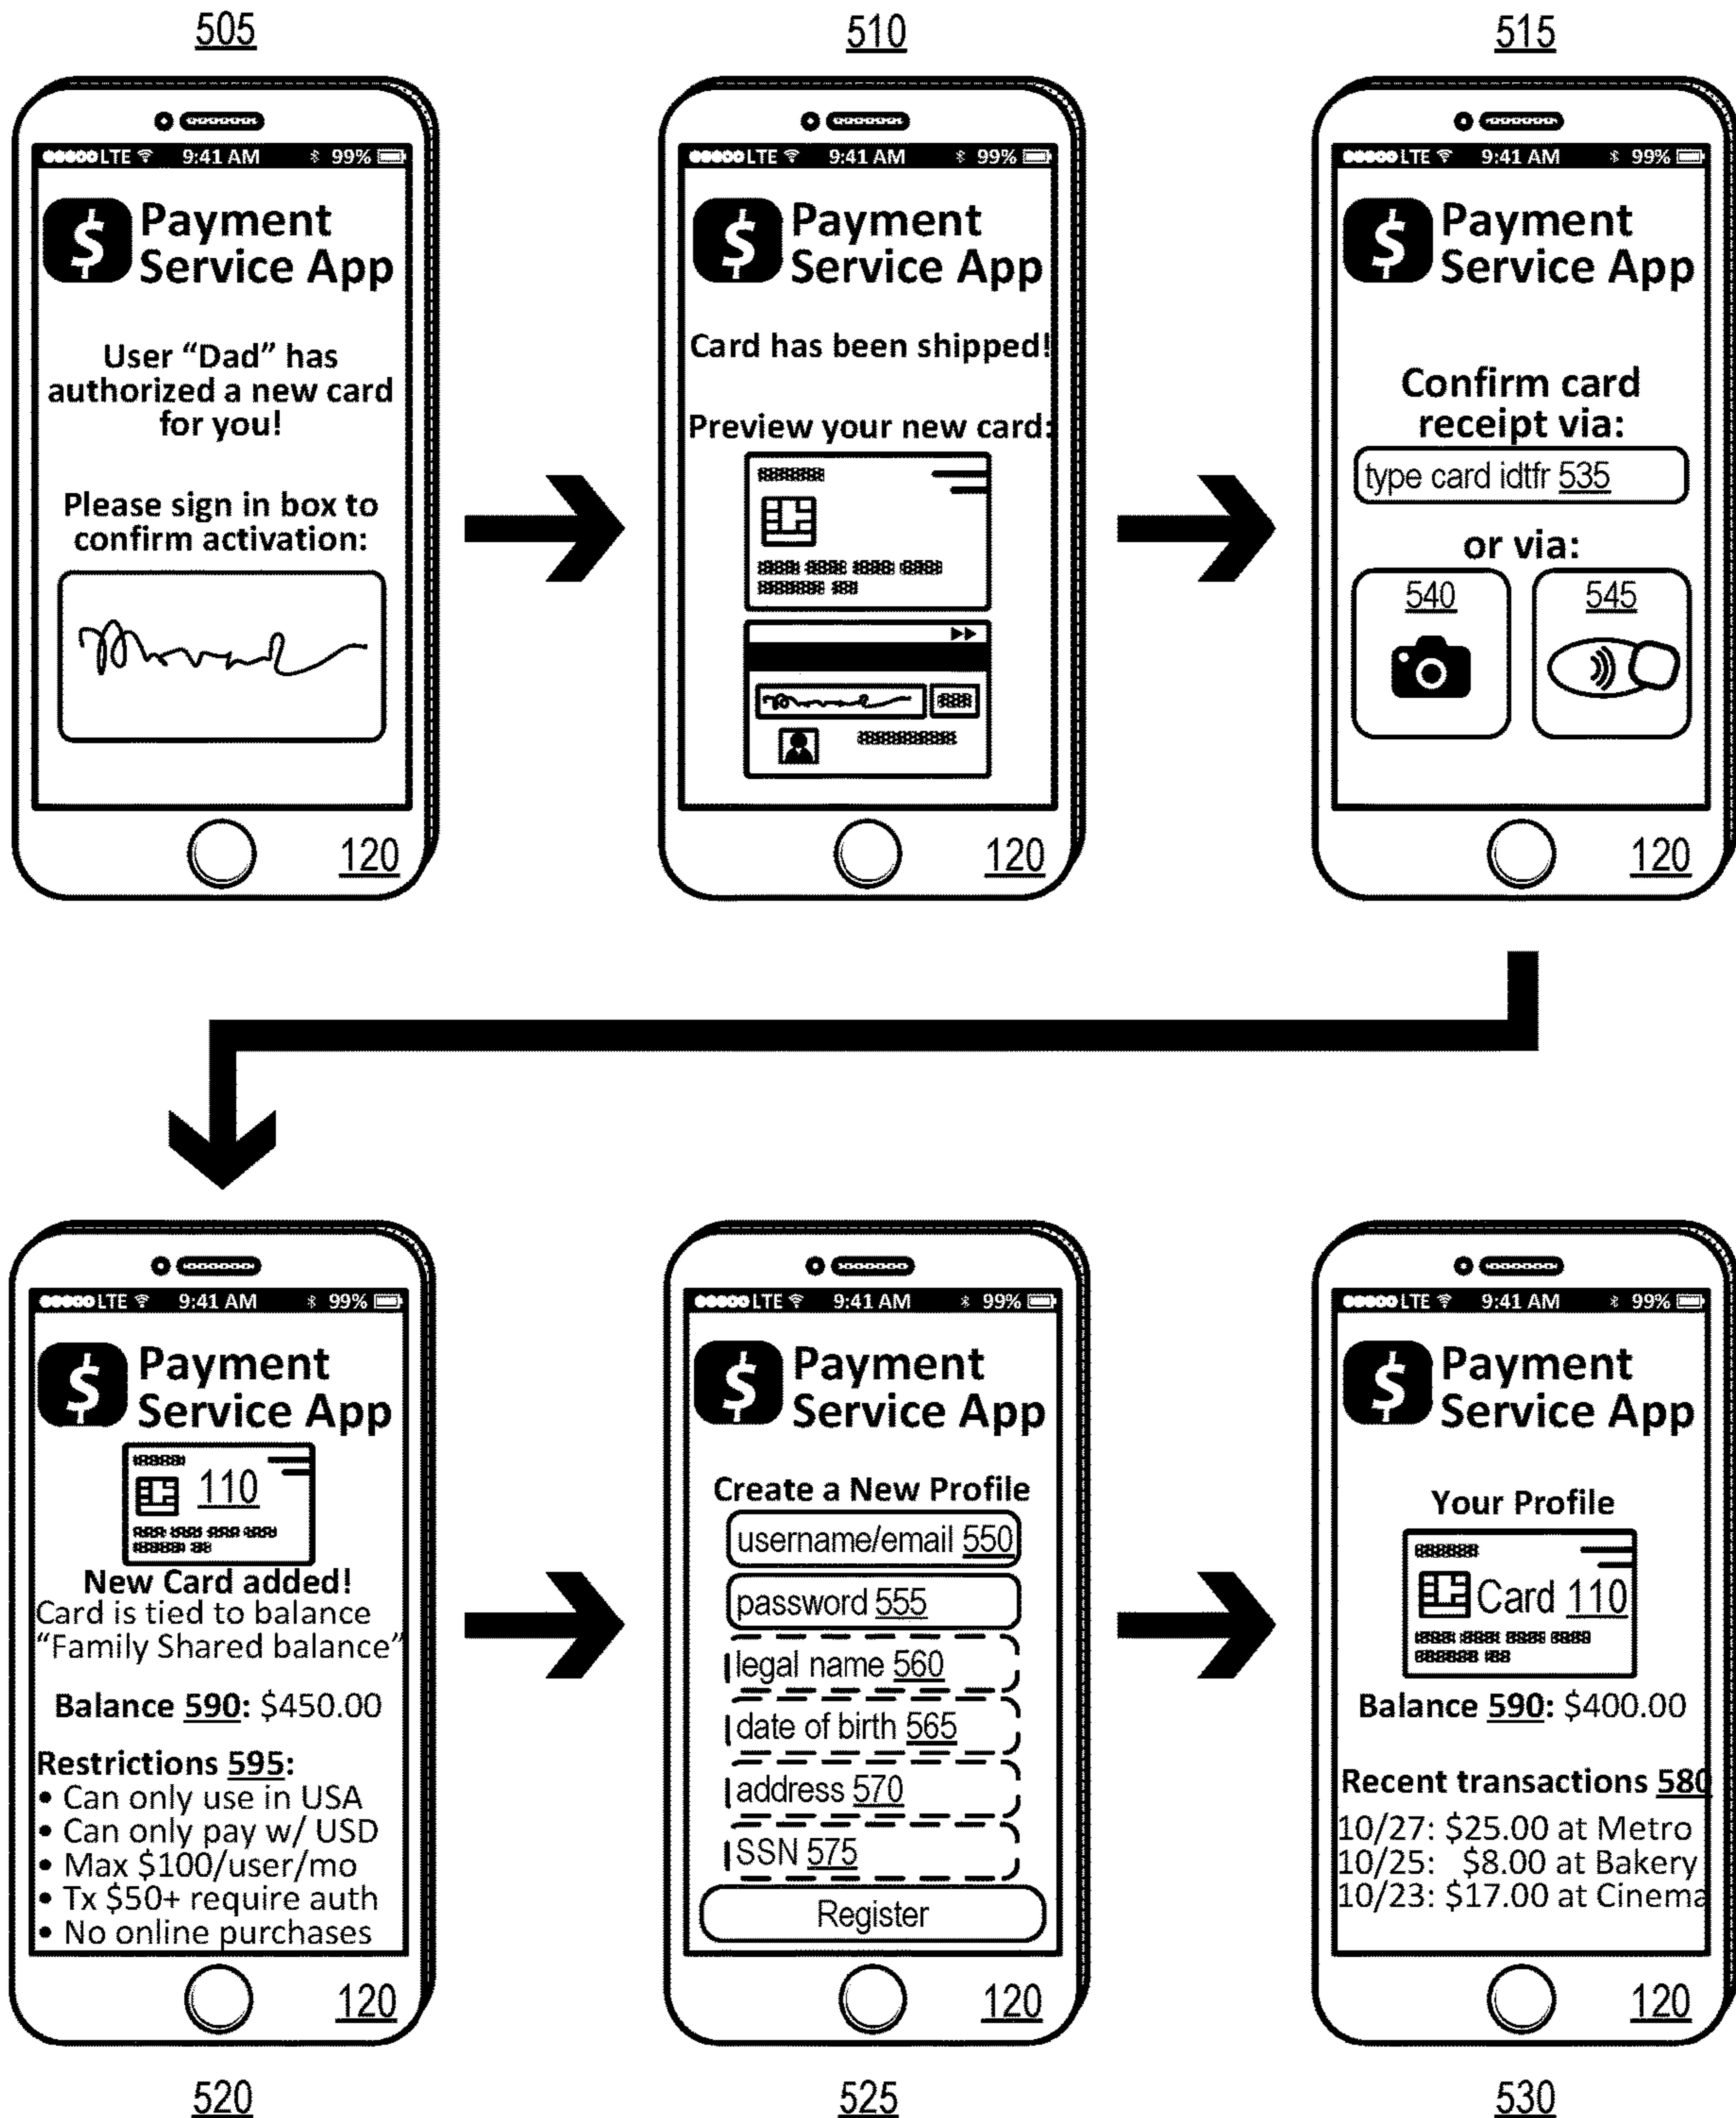 505
LTE 9:41 AM 99%
$
Payment
Service App
User “Dad” has
authorized a new card
for you!
Please sign in box to
confirm activation:
120
510
LTE 9:41 AM 99%
$
Payment
Service App
Card has been shipped!
Preview your new card:
120
515
LTE 9:41 AM 99%
$
Payment
Service App
Confirm card
receipt via:
type card idtfr 535
or via:
540
545
120
LTE 9:41 AM 99%
$
Payment
Service App
110
New Card added!
Card is tied to balance
“Family Shared balance”
Balance 590: $450.00
Restrictions 595:
• Can only use in USA
• Can only pay w/ USD
• Max $100/user/mo
• Tx $50+ require auth
• No online purchases
120
520
LTE 9:41 AM 99%
$
Payment
Service App
Create a New Profile
username/email 550
password 555
legal name 560
date of birth 565
address 570
SSN 575
Register
120
525
LTE 9:41 AM 99%
$
Payment
Service App
Your Profile
Card 110
Balance 590: $400.00
Recent transactions 580
10/27: $25.00 at Metro
10/25: $8.00 at Bakery
10/23: $17.00 at Cinema
120
530